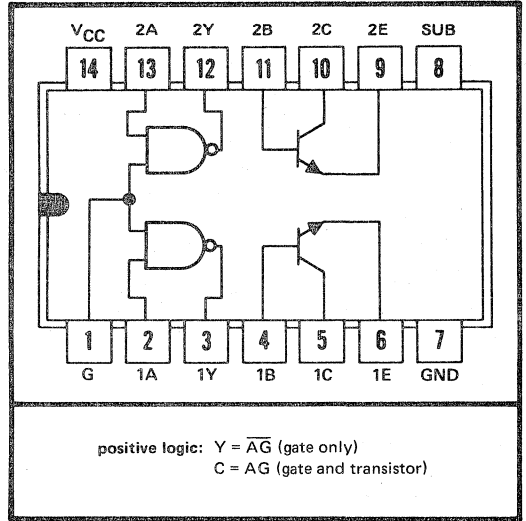 VCC 2A 2Y 2B 2C 2E SUB
14 13 12 11 10 9 8
1 2 3 4 5 6 7
G 1A 1Y 1B 1C 1E GND
positive logic: Y = A̅G̅ (gate only)
C = AG (gate and transistor)